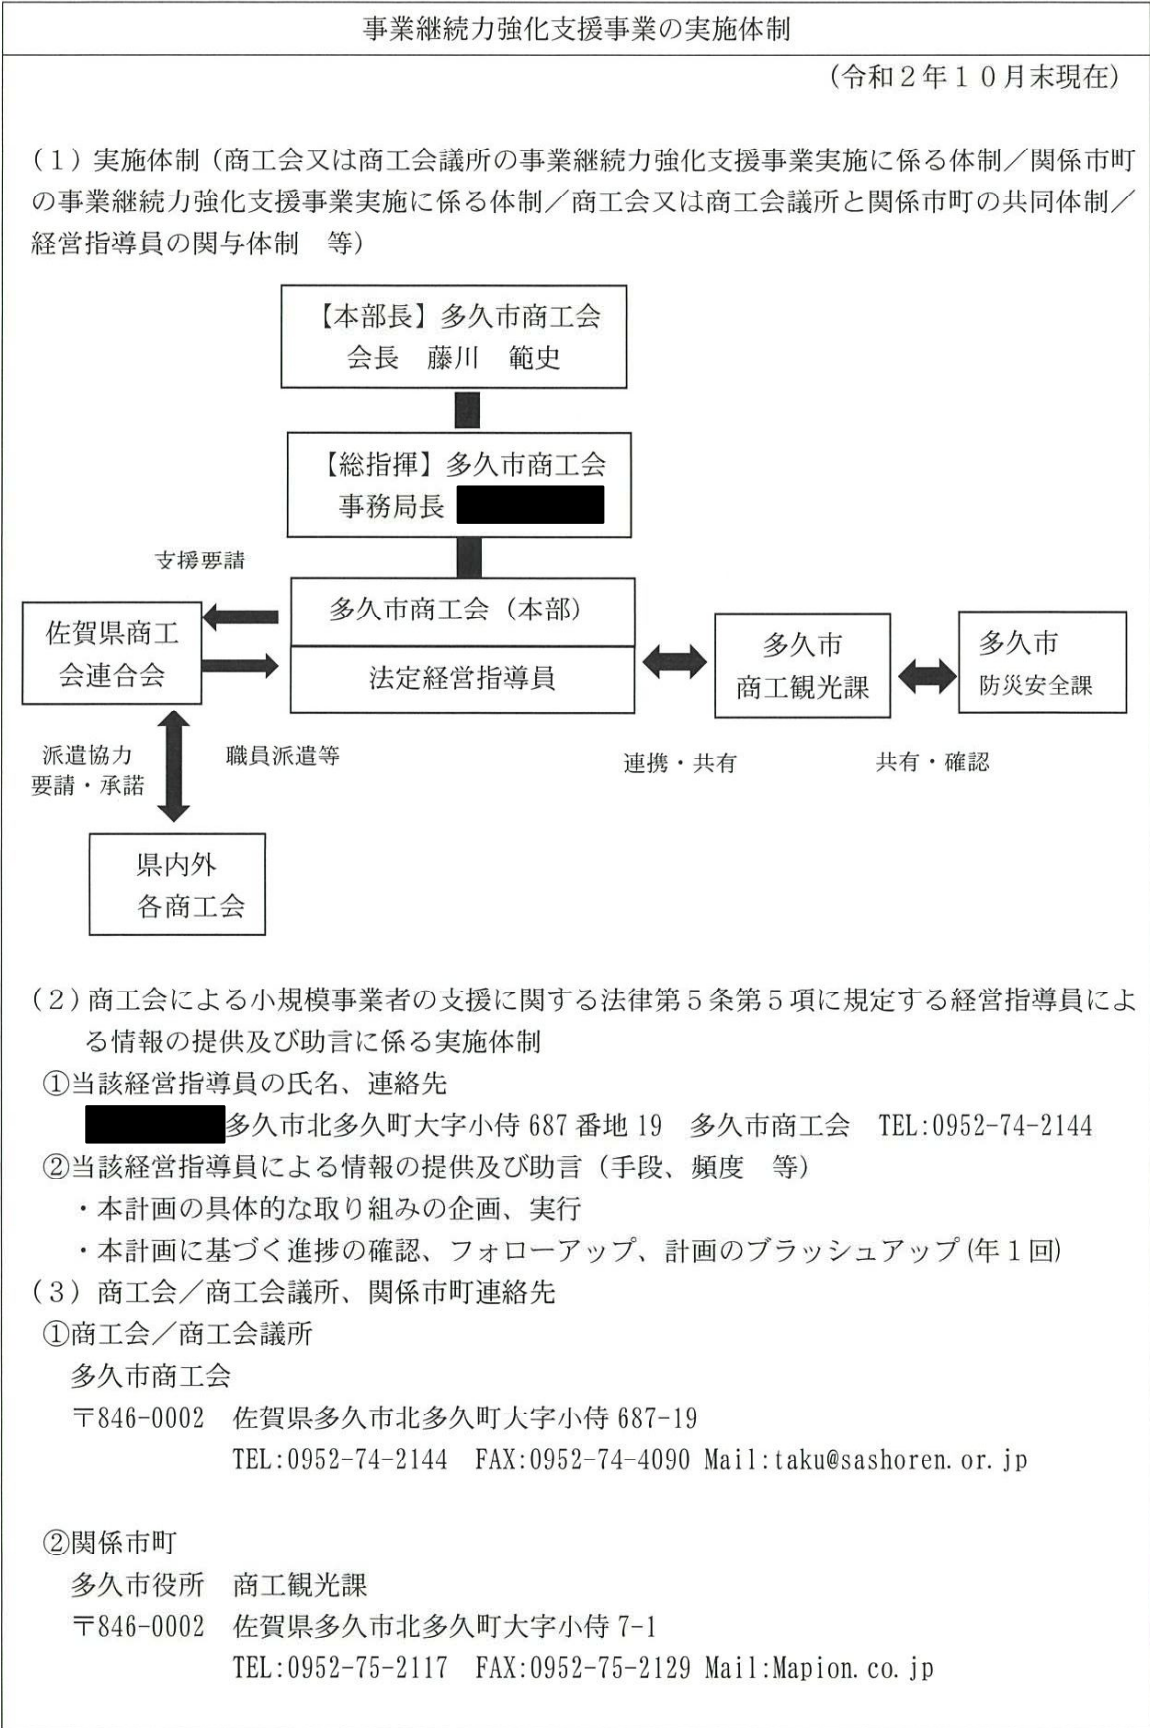 事業継続力強化支援事業の実施体制
（令和２年１０月末現在）
（１）実施体制（商工会又は商工会議所の事業継続力強化支援事業実施に係る体制／関係市町
の事業継続力強化支援事業実施に係る体制／商工会又は商工会議所と関係市町の共同体制／
経営指導員の関与体制　等）
【本部長】多久市商工会
会長　藤川　範史
【総指揮】多久市商工会
事務局長
支援要請
多久市商工会（本部）
佐賀県商工
会連合会
法定経営指導員
多久市
商工観光課
多久市
防災安全課
派遣協力
要請・承諾
職員派遣等
連携・共有
共有・確認
県内外
各商工会
（２）商工会による小規模事業者の支援に関する法律第５条第５項に規定する経営指導員によ
る情報の提供及び助言に係る実施体制
①当該経営指導員の氏名、連絡先
多久市北多久町大字小侍 687 番地 19　多久市商工会　TEL:0952-74-2144
②当該経営指導員による情報の提供及び助言（手段、頻度　等）
・本計画の具体的な取り組みの企画、実行
・本計画に基づく進捗の確認、フォローアップ、計画のブラッシュアップ(年１回)
（３）商工会／商工会議所、関係市町連絡先
①商工会／商工会議所
多久市商工会
〒846-0002　佐賀県多久市北多久町大字小侍 687-19
TEL:0952-74-2144　FAX:0952-74-4090 Mail:taku@sashoren.or.jp
②関係市町
多久市役所　商工観光課
〒846-0002　佐賀県多久市北多久町大字小侍 7-1
TEL:0952-75-2117　FAX:0952-75-2129 Mail:Mapion.co.jp